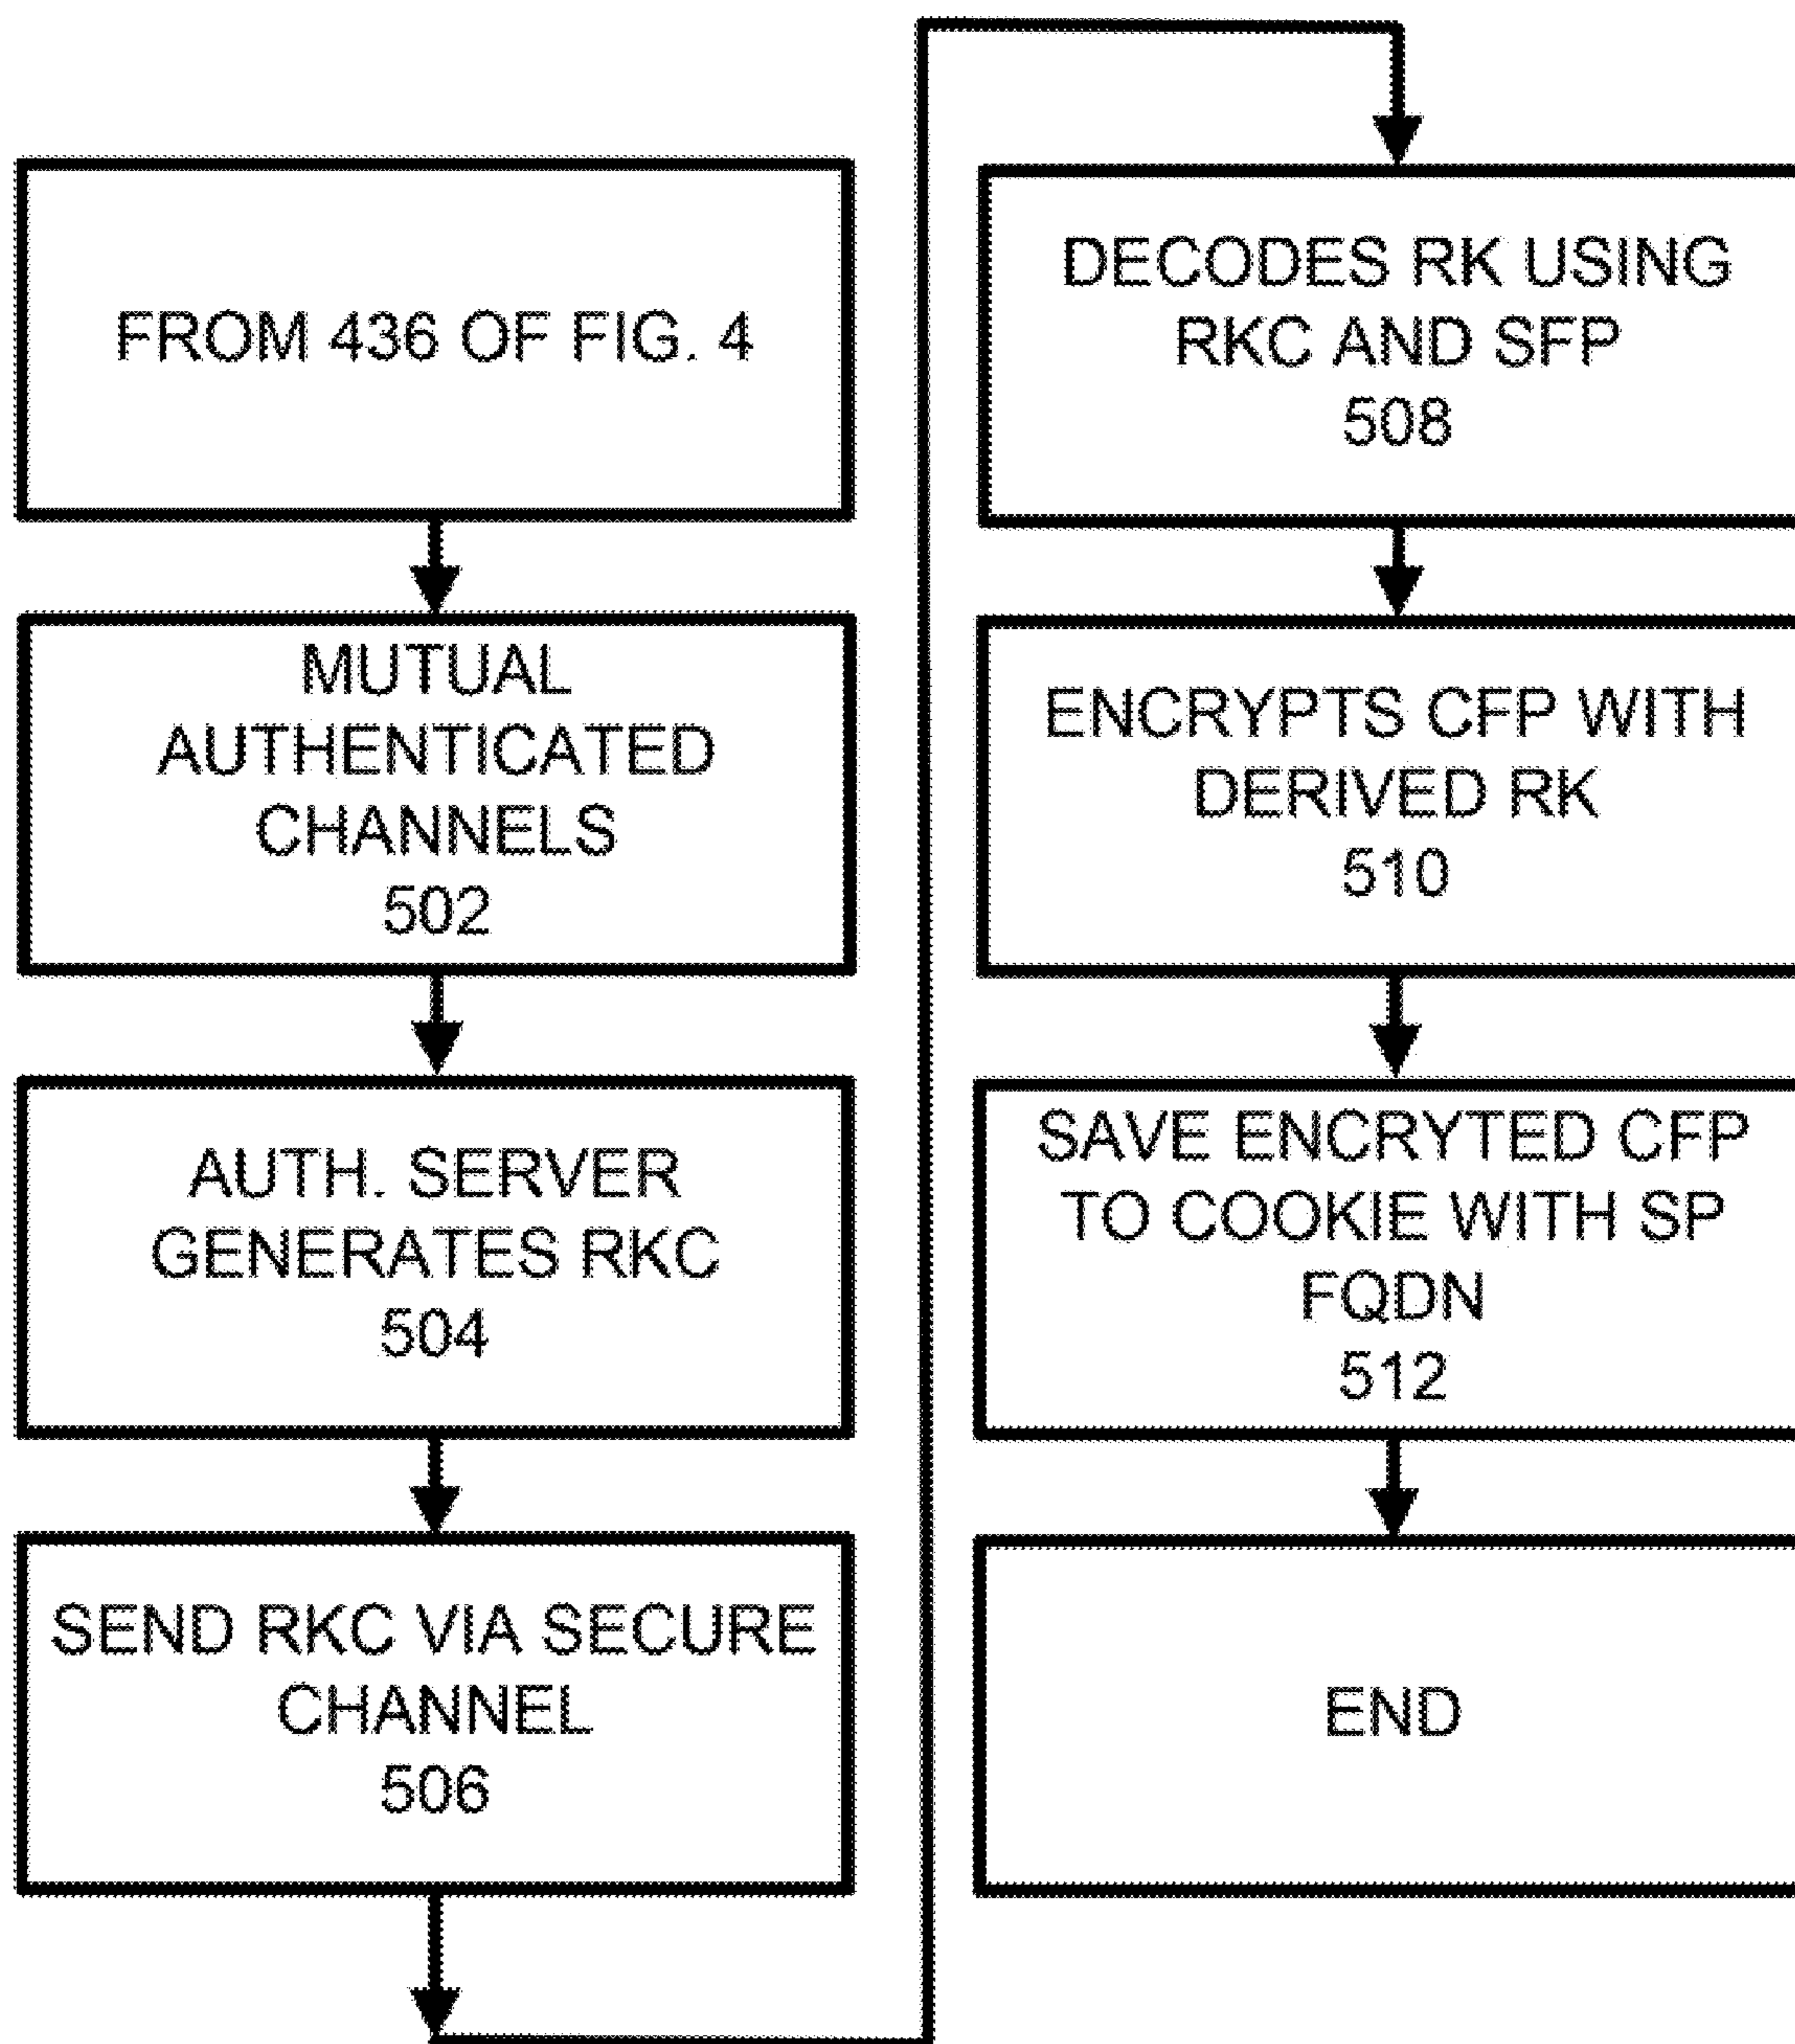 FROM 436 OF FIG. 4
MUTUAL
AUTHENTICATED
CHANNELS
502
AUTH. SERVER
GENERATES RKC
504
SEND RKC VIA SECURE
CHANNEL
506
DECODES RK USING
RKC AND SFP
508
ENCRYPTS CFP WITH
DERIVED RK
510
SAVE ENCRYTED CFP
TO COOKIE WITH SP
FQDN
512
END